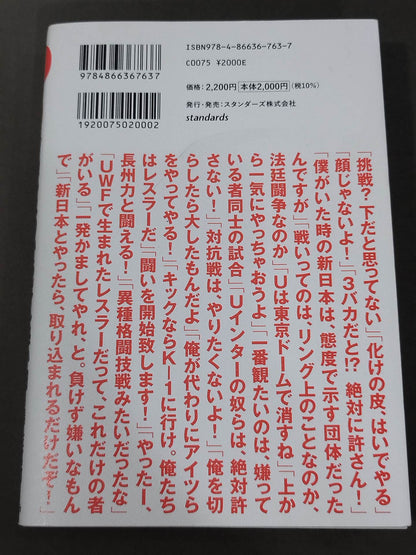 ISBN978-4-86636-763-7
C0075 ¥2000E
9784866367637
価格：2,200円 本体2,000円（税10%）
発行・発売：スタンダーズ株式会社
1920075020002
standards
「挑戦？下だと思ってない」「化けの皮、はいでやる」
「顔じゃないよ！」「3バカだと!? 絶対に許さん！」
「僕がいた時の新日本は、態度で示す団体だった
んですが」「戦いってのは、リング上のことなのか、
法廷闘争なのか」「Uは東京ドームで消すね」「上か
ら一気にやっちゃおうよ」「一番観たいのは、嫌って
いる者同士の試合」「Uインターの奴らは、絶対許
さない！」「対抗戦は、やりたくないよ！」「俺を切
らしたら大したもんだよ」「俺が代わりにアイツら
をやってやる！」「キックならK-1に行け。俺たち
はレスラーだ」「闘いを開始致します！」「やったー、
長州力と闘える！」「異種格闘技戦みたいだったな」
「UWFで生まれたレスラーだって、これだけの者
がいる」「一発かましてやれ、と。負けず嫌いなもん
で」「新日本とやったら、取り込まれるだけだぞ！」